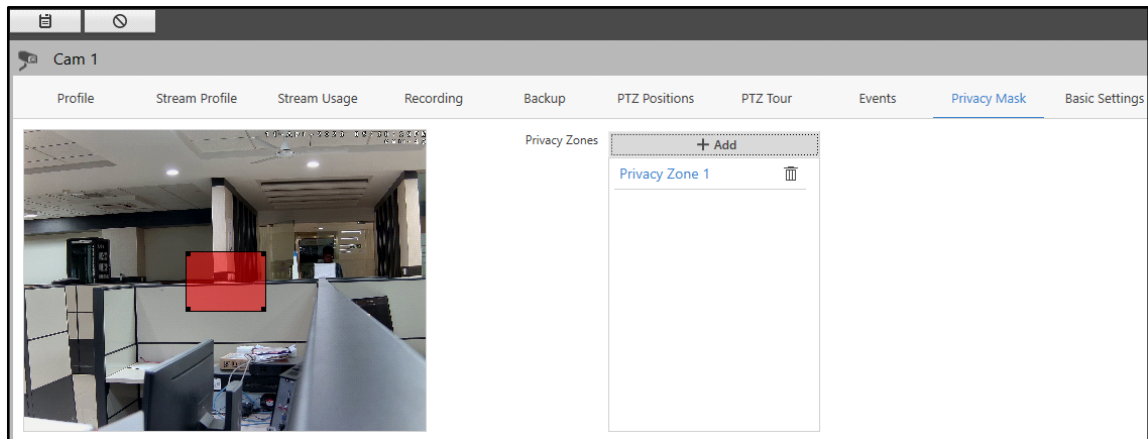 Cam 1
Profile Stream Profile Stream Usage Recording Backup PTZ Positions PTZ Tour Events Privacy Mask Basic Settings
Privacy Zones
+ Add
Privacy Zone 1